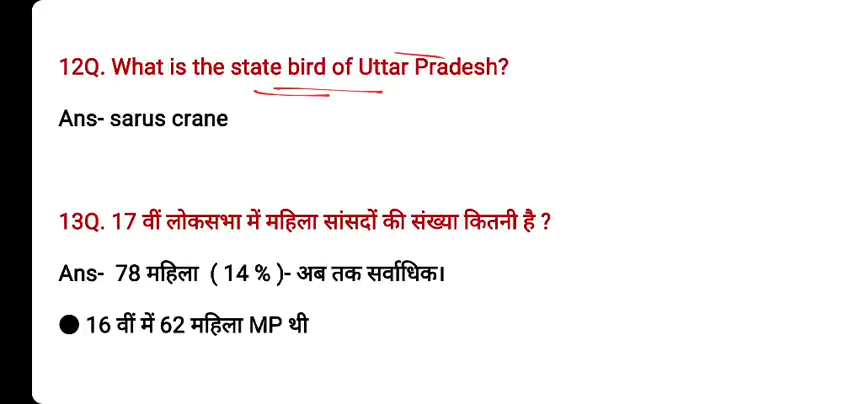 12Q. What is the state bird of Uttar Pradesh?
Ans- sarus crane
13Q. 17 वीं लोकसभा में महिला सांसदों की संख्या कितनी है ?
Ans-  78 महिला  ( 14 % )- अब तक सर्वाधिक।
● 16 वीं में 62 महिला MP थी